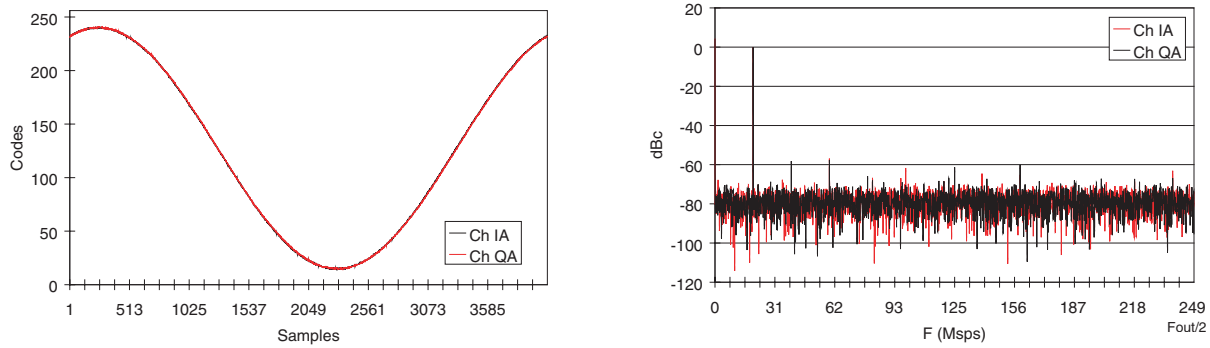 250
200
150
100
50
0
Codes
Ch IA
Ch QA
1 513 1025 1537 2049 2561 3073 3585
Samples
20
0
-20
-40
-60
-80
-100
-120
dBc
Ch IA
Ch QA
0 31 62 93 125 156 187 218 249
F (Msps)
Fout/2